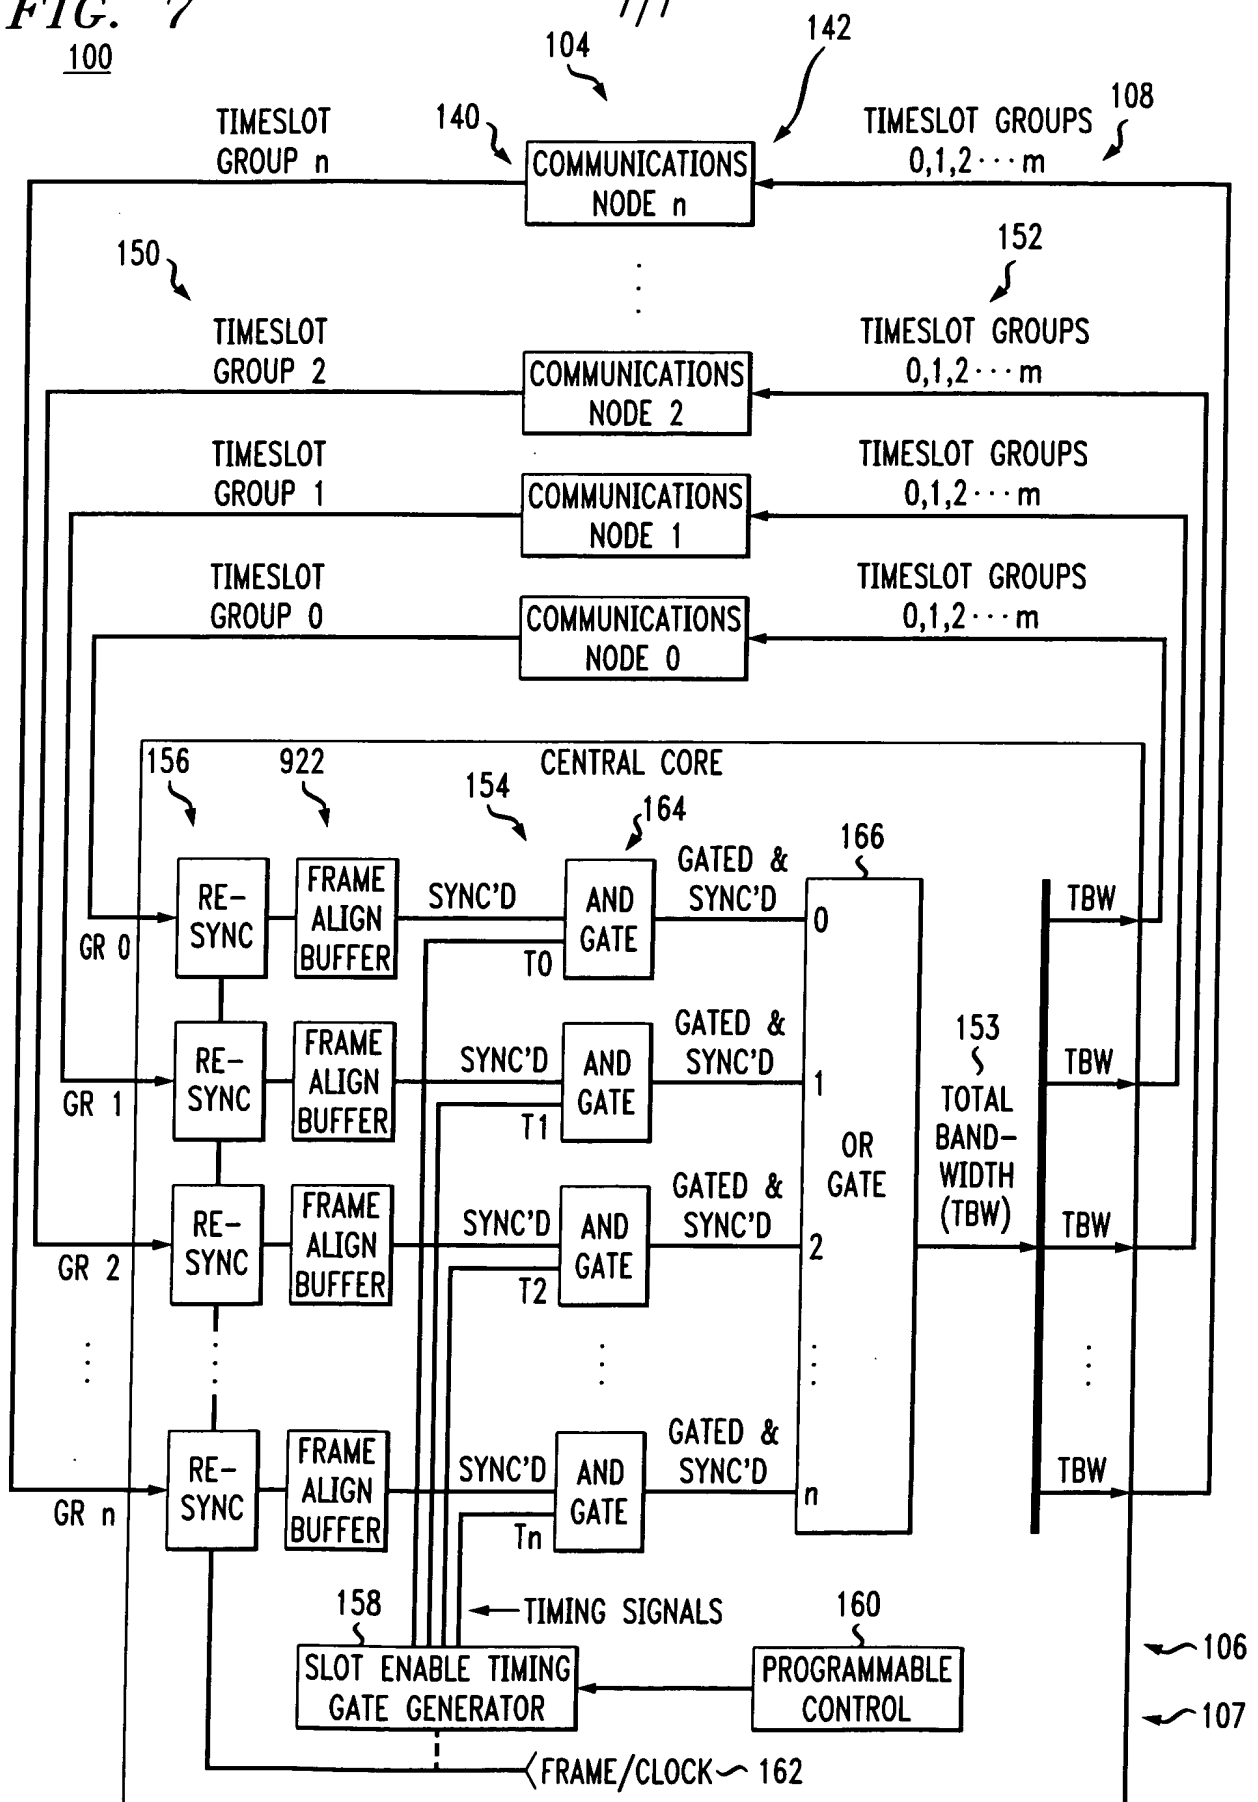 FIG. 7
100
104
142
140
108
TIMESLOT
GROUP n
COMMUNICATIONS
NODE n
TIMESLOT GROUPS
0,1,2···m
150
152
TIMESLOT
GROUP 2
COMMUNICATIONS
NODE 2
TIMESLOT GROUPS
0,1,2···m
TIMESLOT
GROUP 1
COMMUNICATIONS
NODE 1
TIMESLOT GROUPS
0,1,2···m
TIMESLOT
GROUP 0
COMMUNICATIONS
NODE 0
TIMESLOT GROUPS
0,1,2···m
CENTRAL CORE
156
922
154
164
166
GR 0
RE-
SYNC
FRAME
ALIGN
BUFFER
SYNC'D
T0
AND
GATE
GATED &
SYNC'D
0
TBW
GR 1
RE-
SYNC
FRAME
ALIGN
BUFFER
SYNC'D
T1
AND
GATE
GATED &
SYNC'D
1
TBW
OR
GATE
153
TOTAL
BAND-
WIDTH
(TBW)
GR 2
RE-
SYNC
FRAME
ALIGN
BUFFER
SYNC'D
T2
AND
GATE
GATED &
SYNC'D
2
TBW
GR n
RE-
SYNC
FRAME
ALIGN
BUFFER
SYNC'D
Tn
AND
GATE
GATED &
SYNC'D
n
TBW
158
TIMING SIGNALS
160
SLOT ENABLE TIMING
GATE GENERATOR
PROGRAMMABLE
CONTROL
106
107
FRAME/CLOCK
162